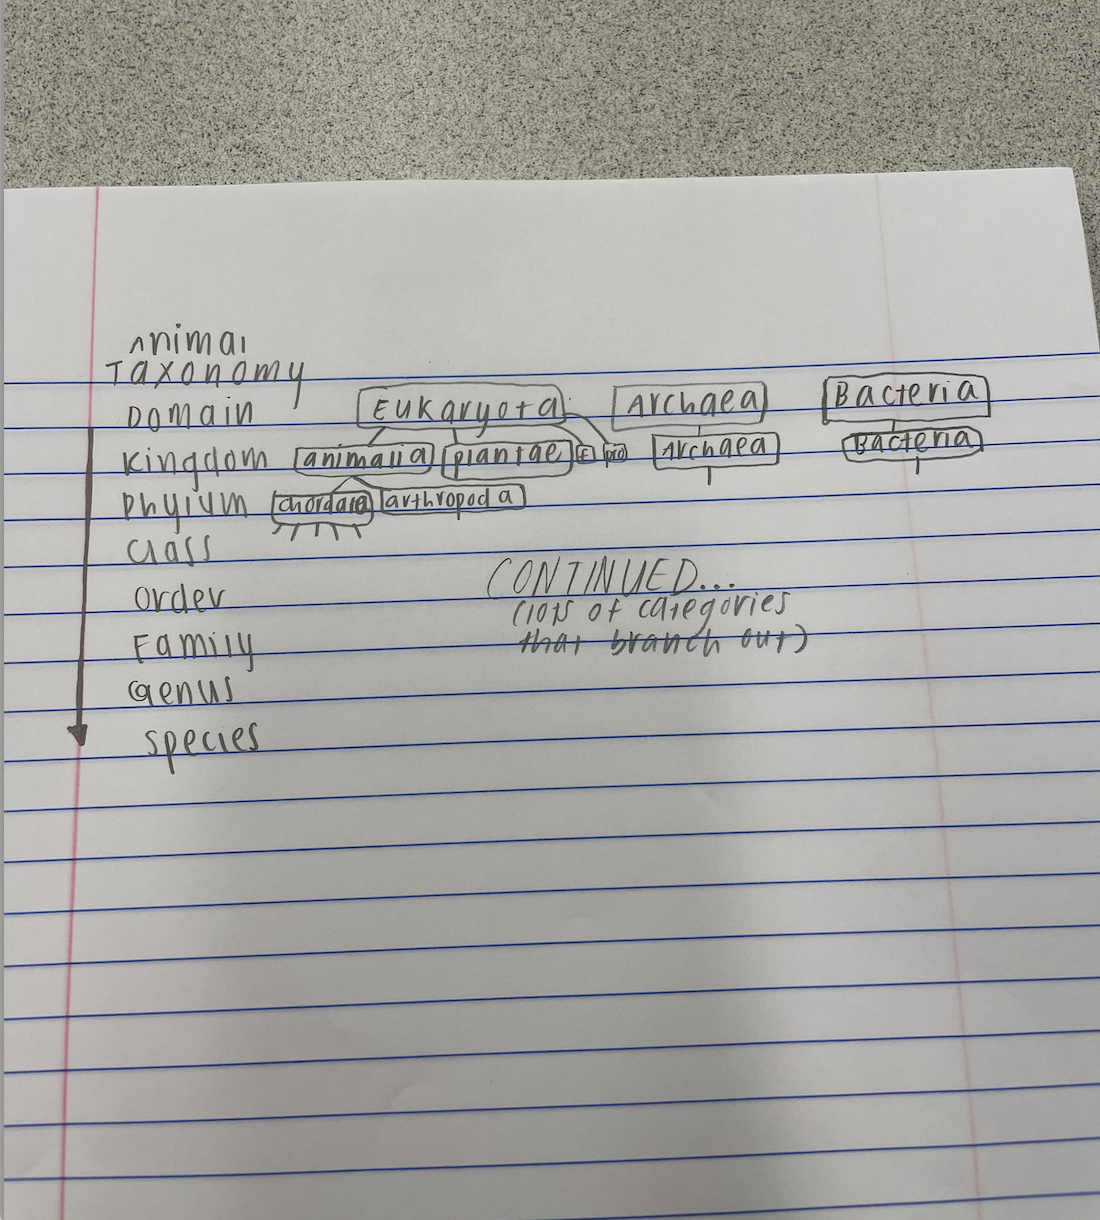 Animal
Taxonomy
Domain Eukaryota Archaea Bacteria
Kingdom animalia plantae F pro Archaea Bacteria
Phylum chordata arthropoda
Class
Order
Family
Genus
Species
CONTINUED...
(lots of categories
that branch out)